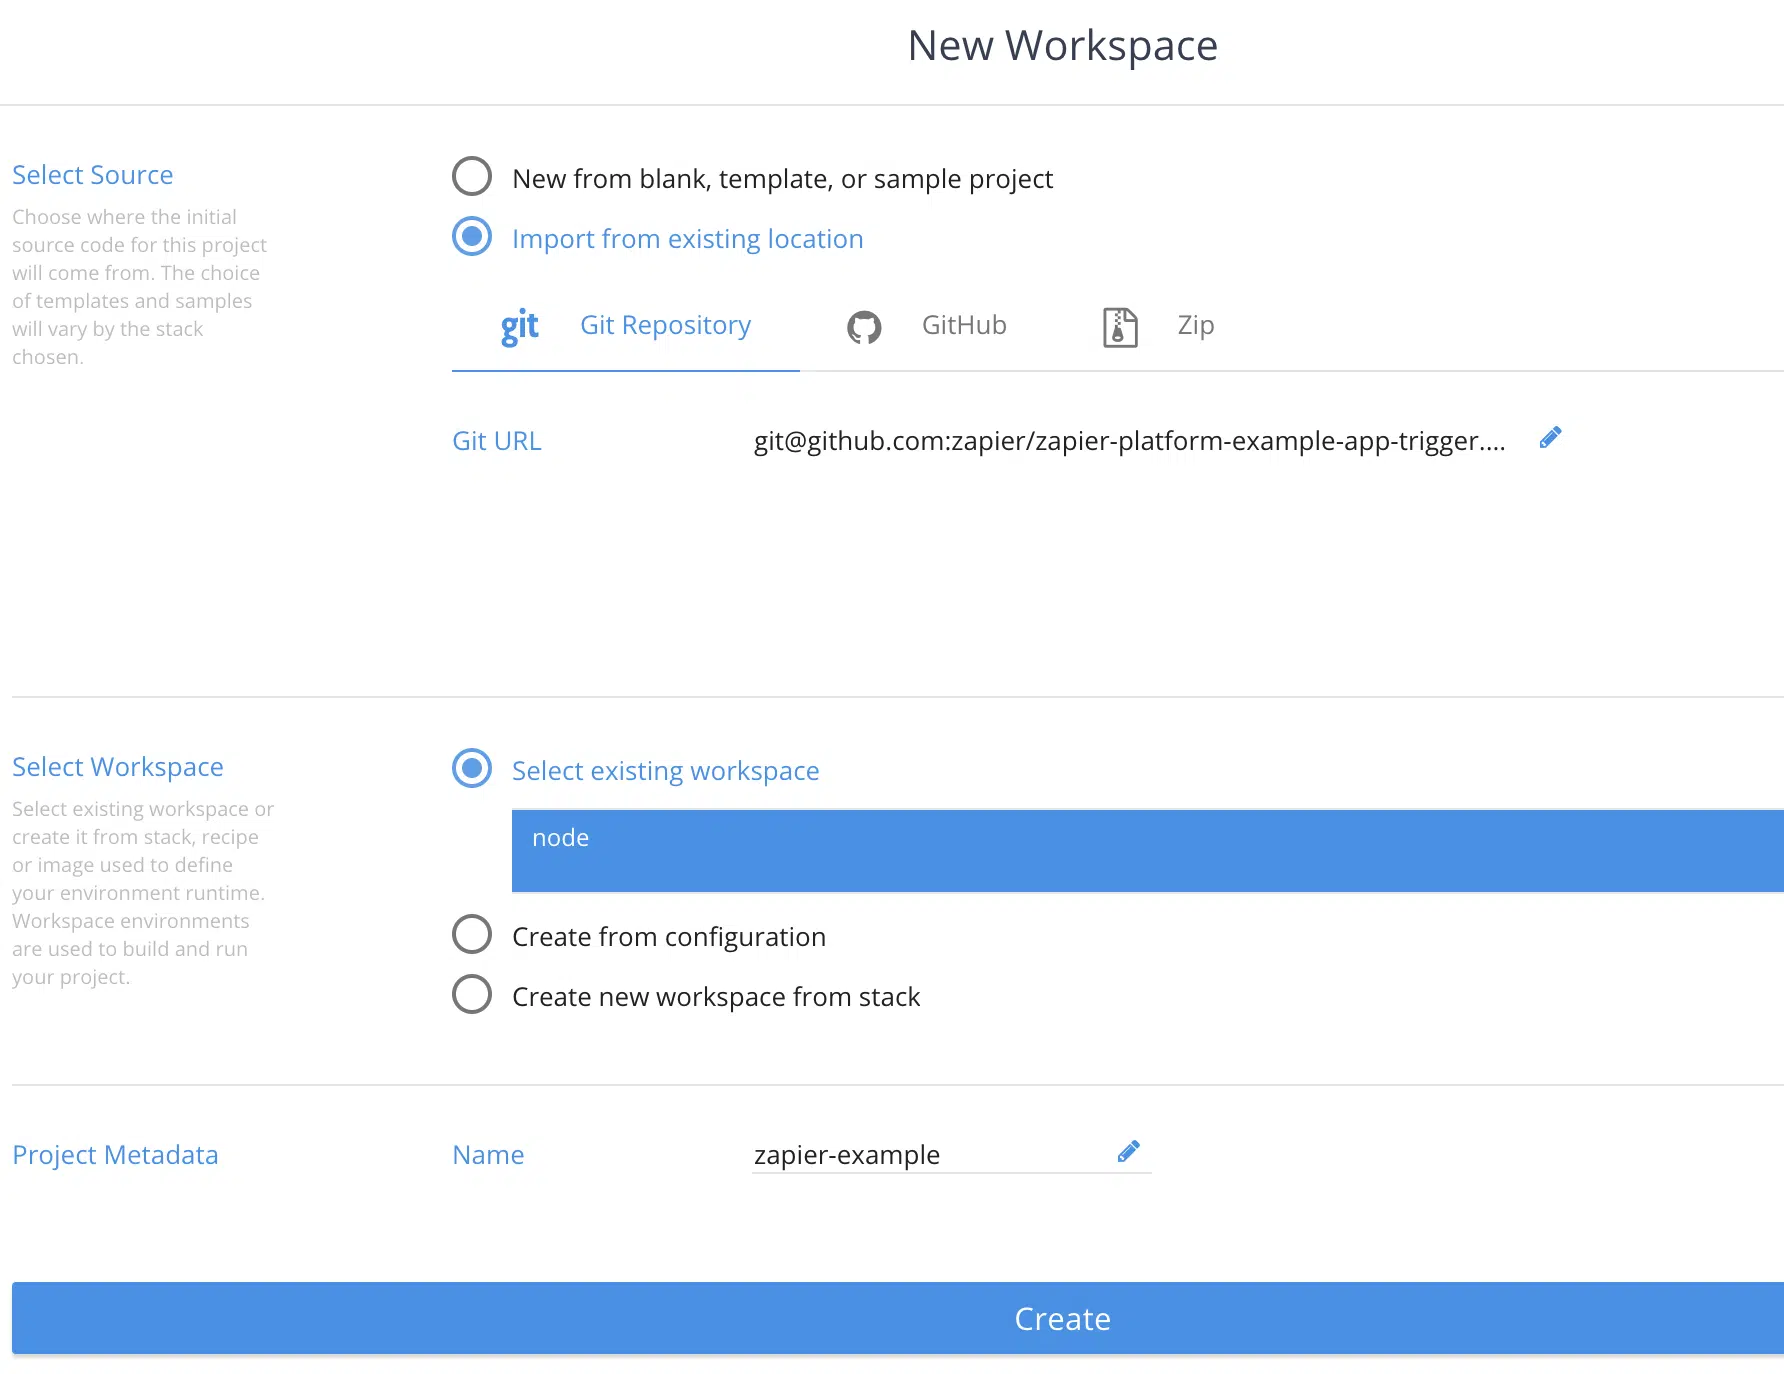 New Workspace
Select Source
Choose where the initial
source code for this project
will come from. The choice
of templates and samples
will vary by the stack
chosen.
New from blank, template, or sample project
Import from existing location
git Git Repository GitHub Zip
Git URL git@github.com:zapier/zapier-platform-example-app-trigger....
Select Workspace
Select existing workspace or
create it from stack, recipe
or image used to define
your environment runtime.
Workspace environments
are used to build and run
your project.
Select existing workspace
node
Create from configuration
Create new workspace from stack
Project Metadata Name zapier-example
Create